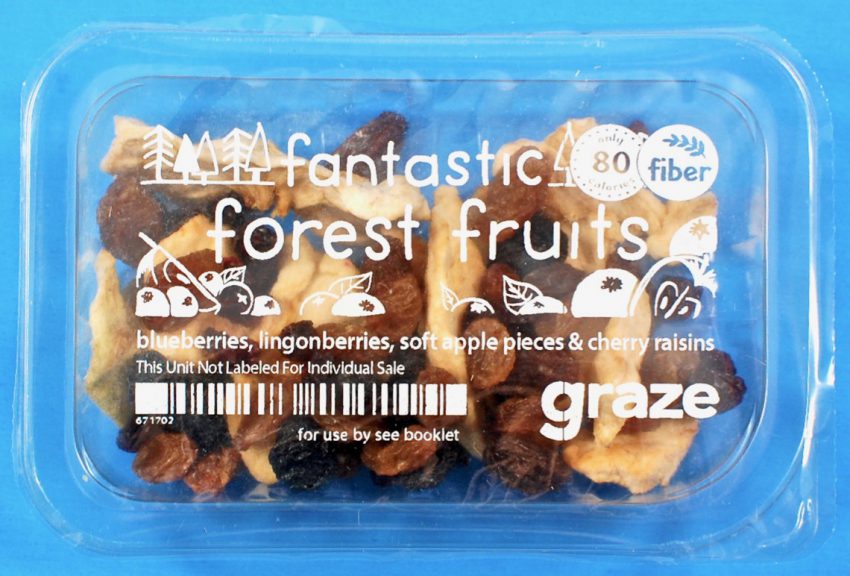 fantastic
only
80
calories
fiber
forest fruits
blueberries, lingonberries, soft apple pieces & cherry raisins
This Unit Not Labeled For Individual Sale
671702
graze
for use by see booklet